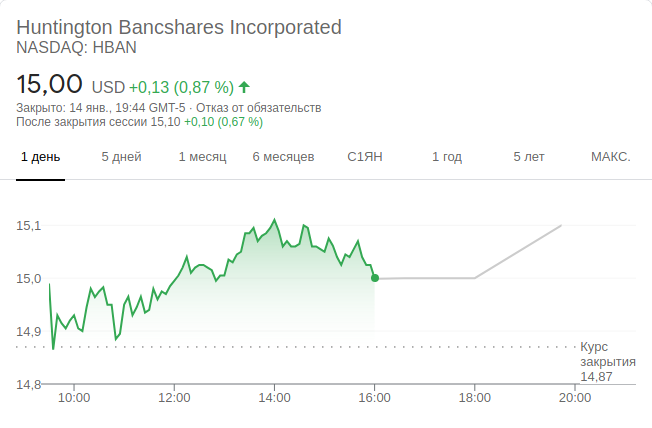 Huntington Bancshares Incorporated
NASDAQ: HBAN
15,00 USD +0,13 (0,87 %)
Закрыто: 14 янв., 19:44 GMT-5 · Отказ от обязательств
После закрытия сессии 15,10 +0,10 (0,67 %)
1 день 5 дней 1 месяц 6 месяцев С1ЯН 1 год 5 лет МАКС.
15,1
15,0
14,9
Курс
закрытия
14,87
14,8
10:00 12:00 14:00 16:00 18:00 20:00